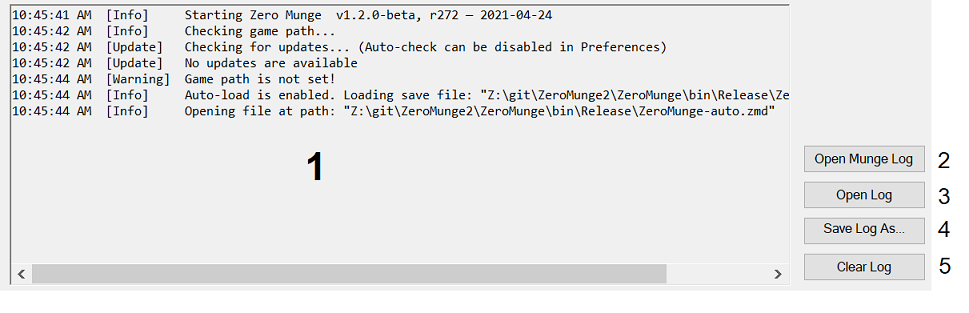 10:45:41 AM [Info] Starting Zero Munge v1.2.0-beta, r272 — 2021-04-24
10:45:42 AM [Info] Checking game path...
10:45:42 AM [Update] Checking for updates... (Auto-check can be disabled in Preferences)
10:45:42 AM [Update] No updates are available
10:45:44 AM [Warning] Game path is not set!
10:45:44 AM [Info] Auto-load is enabled. Loading save file: "Z:\git\ZeroMunge2\ZeroMunge\bin\Release\Ze
10:45:44 AM [Info] Opening file at path: "Z:\git\ZeroMunge2\ZeroMunge\bin\Release\ZeroMunge-auto.zmd"
1
Open Munge Log 2
Open Log 3
Save Log As... 4
Clear Log 5